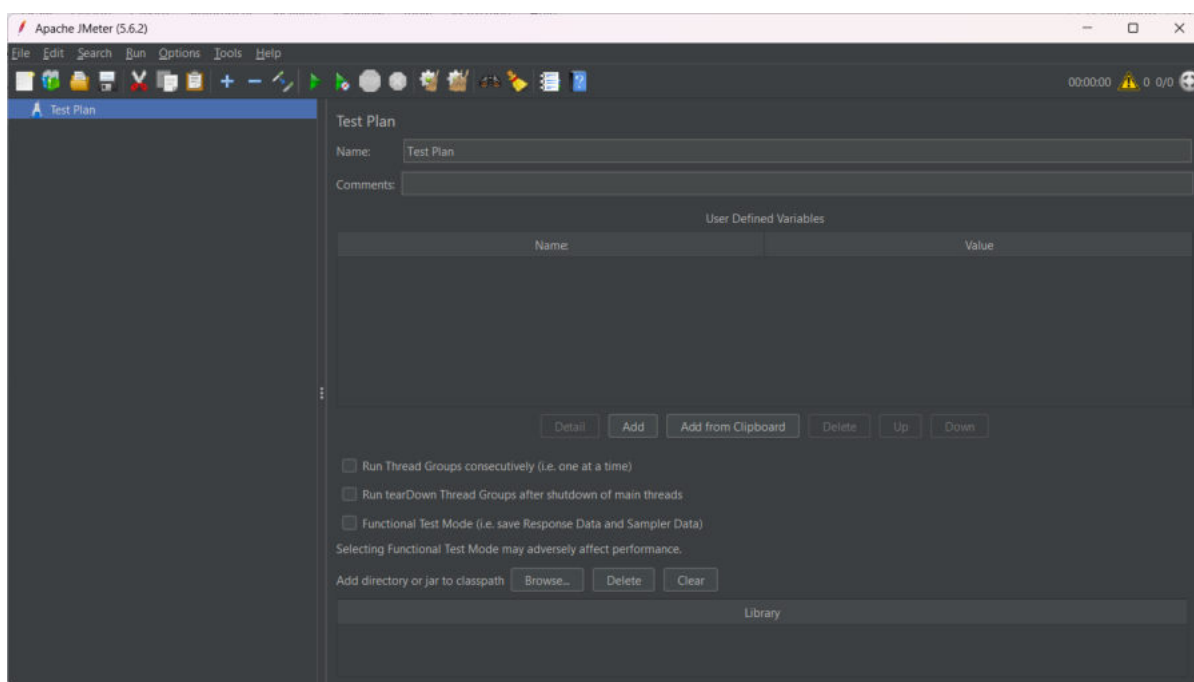 Apache JMeter (5.6.2)
File Edit Search Run Options Tools Help
00:00:00 0 0/0
Test Plan
Test Plan
Name: Test Plan
Comments:
User Defined Variables
Name: Value
Detail Add Add from Clipboard Delete Up Down
Run Thread Groups consecutively (i.e. one at a time)
Run tearDown Thread Groups after shutdown of main threads
Functional Test Mode (i.e. save Response Data and Sampler Data)
Selecting Functional Test Mode may adversely affect performance.
Add directory or jar to classpath Browse... Delete Clear
Library